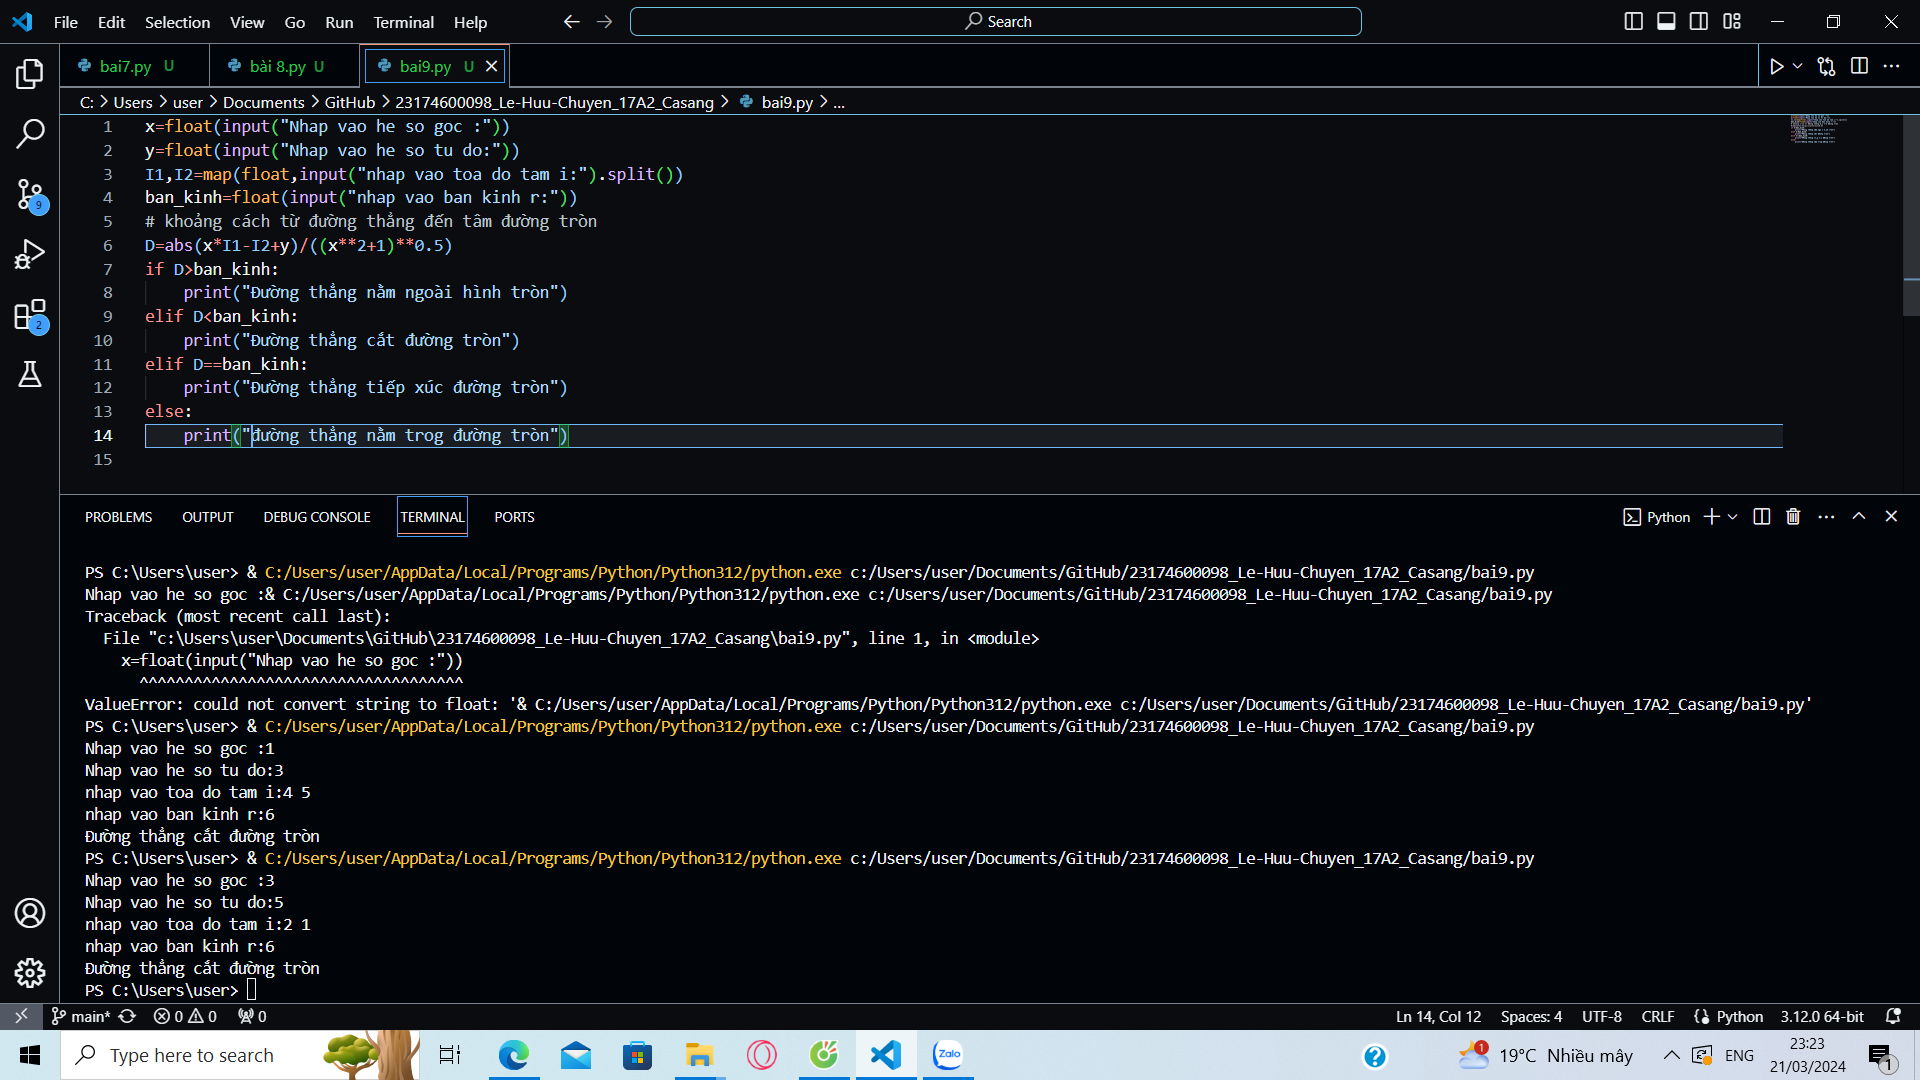 File Edit Selection View Go Run Terminal Help
Search
bai7.py U
bài 8.py U
bai9.py U
C: > Users > user > Documents > GitHub > 23174600098_Le-Huu-Chuyen_17A2_Casang > bai9.py > ...
1 x=float(input("Nhap vao he so goc :"))
2 y=float(input("Nhap vao he so tu do:"))
3 I1,I2=map(float,input("nhap vao toa do tam i:").split())
4 ban_kinh=float(input("nhap vao ban kinh r:"))
5 # khoảng cách từ đường thẳng đến tâm đường tròn
6 D=abs(x*I1-I2+y)/((x**2+1)**0.5)
7 if D>ban_kinh:
8     print("Đường thẳng nằm ngoài hình tròn")
9 elif D<ban_kinh:
10     print("Đường thẳng cắt đường tròn")
11 elif D==ban_kinh:
12     print("Đường thẳng tiếp xúc đường tròn")
13 else:
14     print("đường thẳng nằm trog đường tròn")
15
9
2
PROBLEMS OUTPUT DEBUG CONSOLE TERMINAL PORTS
Python
PS C:\Users\user> & C:/Users/user/AppData/Local/Programs/Python/Python312/python.exe c:/Users/user/Documents/GitHub/23174600098_Le-Huu-Chuyen_17A2_Casang/bai9.py
Nhap vao he so goc :& C:/Users/user/AppData/Local/Programs/Python/Python312/python.exe c:/Users/user/Documents/GitHub/23174600098_Le-Huu-Chuyen_17A2_Casang/bai9.py
Traceback (most recent call last):
  File "c:\Users\user\Documents\GitHub\23174600098_Le-Huu-Chuyen_17A2_Casang\bai9.py", line 1, in <module>
    x=float(input("Nhap vao he so goc :"))
      ^^^^^^^^^^^^^^^^^^^^^^^^^^^^^^^^^^^^
ValueError: could not convert string to float: '& C:/Users/user/AppData/Local/Programs/Python/Python312/python.exe c:/Users/user/Documents/GitHub/23174600098_Le-Huu-Chuyen_17A2_Casang/bai9.py'
PS C:\Users\user> & C:/Users/user/AppData/Local/Programs/Python/Python312/python.exe c:/Users/user/Documents/GitHub/23174600098_Le-Huu-Chuyen_17A2_Casang/bai9.py
Nhap vao he so goc :1
Nhap vao he so tu do:3
nhap vao toa do tam i:4 5
nhap vao ban kinh r:6
Đường thẳng cắt đường tròn
PS C:\Users\user> & C:/Users/user/AppData/Local/Programs/Python/Python312/python.exe c:/Users/user/Documents/GitHub/23174600098_Le-Huu-Chuyen_17A2_Casang/bai9.py
Nhap vao he so goc :3
Nhap vao he so tu do:5
nhap vao toa do tam i:2 1
nhap vao ban kinh r:6
Đường thẳng cắt đường tròn
PS C:\Users\user>
main* 0 0 0 Ln 14, Col 12 Spaces: 4 UTF-8 CRLF Python 3.12.0 64-bit
Type here to search
Zalo
1
19°C Nhiều mây
ENG
23:23
21/03/2024
1